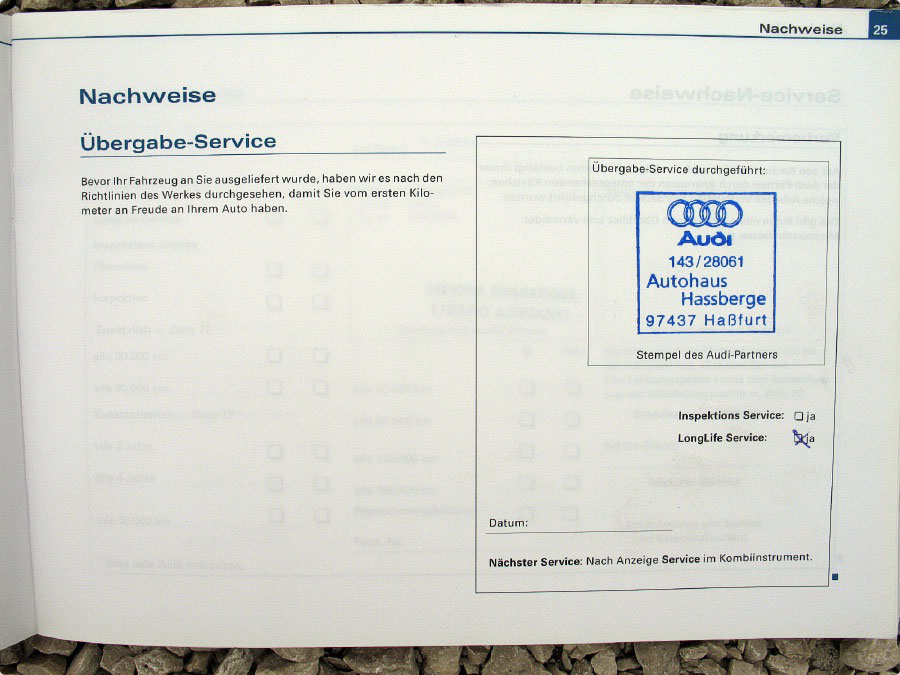 Nachweise 25
Nachweise
Übergabe-Service
Bevor Ihr Fahrzeug an Sie ausgeliefert wurde, haben wir es nach den
Richtlinien des Werkes durchgesehen, damit Sie vom ersten Kilo-
meter an Freude an Ihrem Auto haben.
Übergabe-Service durchgeführt:
Audi
143/28061
Autohaus
Hassberge
97437 Haßfurt
Stempel des Audi-Partners
Inspektions Service: ja
LongLife Service: ja
Datum:
Nächster Service: Nach Anzeige Service im Kombiinstrument.